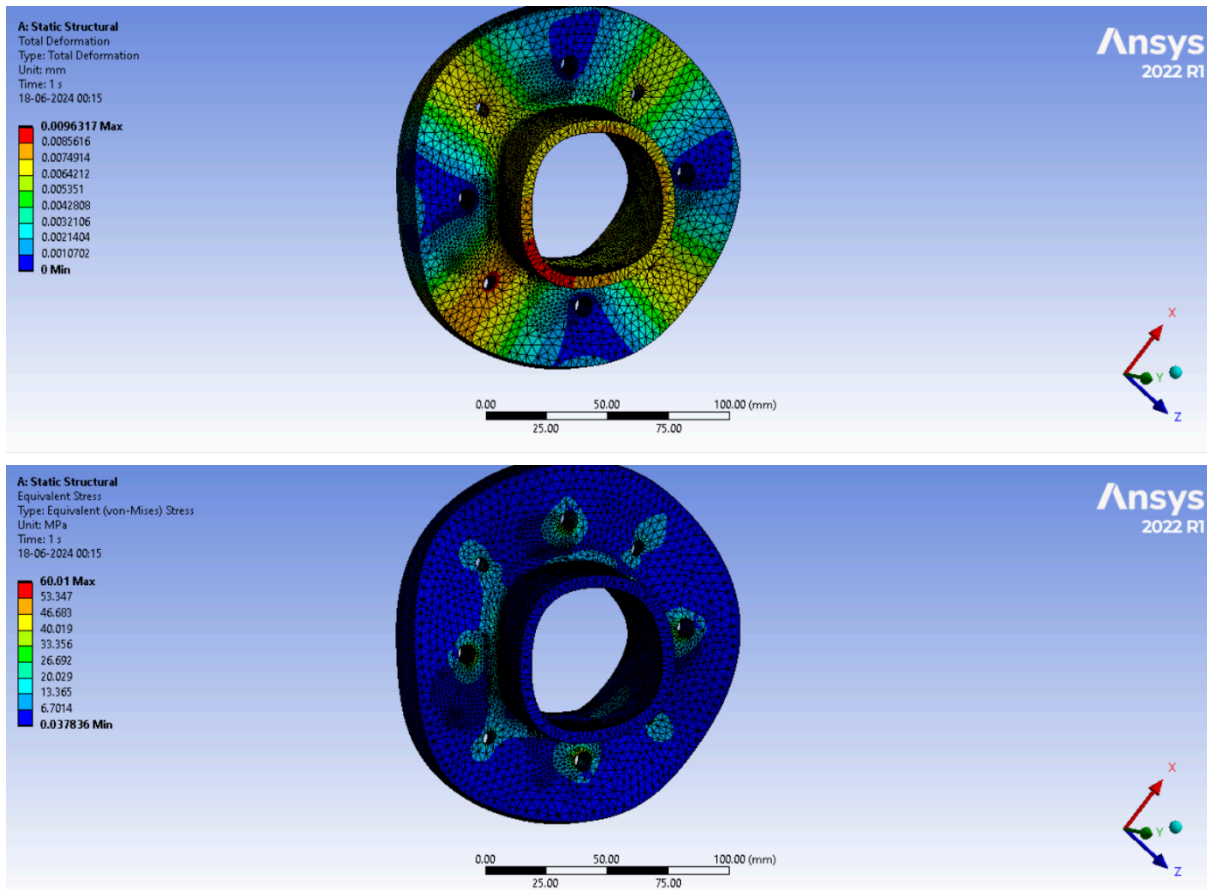 A: Static Structural
Total Deformation
Type: Total Deformation
Unit: mm
Time: 1 s
18-06-2024 00:15
0.0096317 Max
0.0085616
0.0074914
0.0064212
0.005351
0.0042808
0.0032106
0.0021404
0.0010702
0 Min
Ansys
2022 R1
0.00 50.00 100.00 (mm)
25.00 75.00
X
Y
Z
A: Static Structural
Equivalent Stress
Type: Equivalent (von-Mises) Stress
Unit: MPa
Time: 1 s
18-06-2024 00:15
60.01 Max
53.347
46.683
40.019
33.356
26.692
20.029
13.365
6.7014
0.037836 Min
Ansys
2022 R1
0.00 50.00 100.00 (mm)
25.00 75.00
X
Y
Z